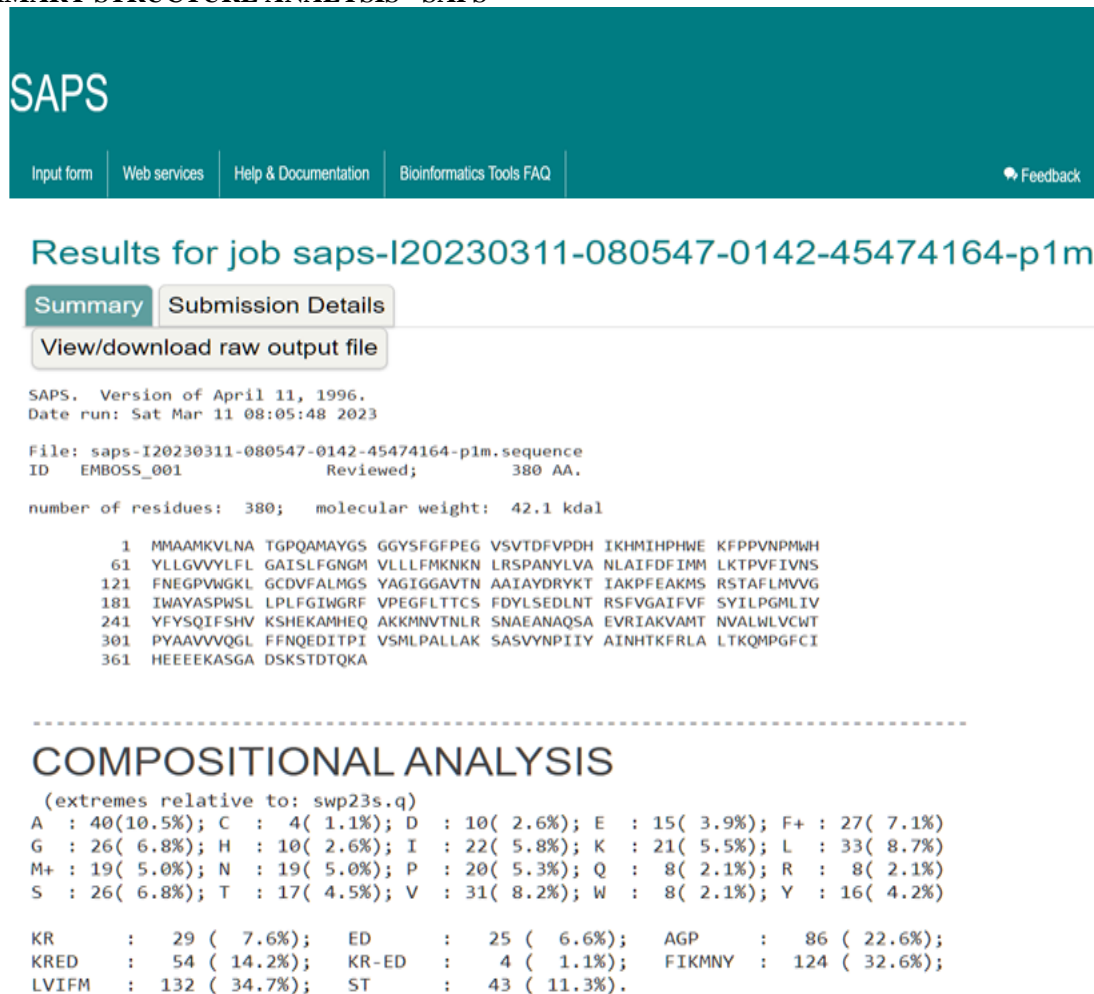 PRIMARY STRUCTURE ANALYSIS - SAPS
SAPS
Input form Web services Help & Documentation Bioinformatics Tools FAQ Feedback
Results for job saps-I20230311-080547-0142-45474164-p1m
Summary Submission Details
View/download raw output file
SAPS. Version of April 11, 1996.
Date run: Sat Mar 11 08:05:48 2023
File: saps-I20230311-080547-0142-45474164-p1m.sequence
ID EMBOSS_001 Reviewed; 380 AA.
number of residues: 380; molecular weight: 42.1 kdal
1 MMAAMKVLNA TGPQAMAYGS GGYSFGFPEG VSVTDFVPDH IKHMIHPHWE KFPPVNPMWH
61 YLLGVVYLFL GAISLFGNGM VLLLFMKNKN LRSPANYLVA NLAIFDFIMM LKTPVFIVNS
121 FNEGPVWGKL GCDVFALMGS YAGIGGAVTN AAIAYDRYKT IAKPFEAKMS RSTAFLMVVG
181 IWAYASPWSL LPLFGIWGRF VPEGFLTTCS FDYLSEDLNT RSFVGAIFVF SYILPGMLIV
241 YFYSQIFSHV KSHEKAMHEQ AKKMNVTNLR SNAEANAQSA EVRIAKVAMT NVALWLVCWT
301 PYAAVVVQGL FFNQEDITPI VSMLPALLAK SASVYNPIIY AINHTKFRLA LTKQMPGFCI
361 HEEEEKASGA DSKSTDTQKA
COMPOSITIONAL ANALYSIS
(extremes relative to: swp23s.q)
A : 40(10.5%); C : 4( 1.1%); D : 10( 2.6%); E : 15( 3.9%); F+ : 27( 7.1%)
G : 26( 6.8%); H : 10( 2.6%); I : 22( 5.8%); K : 21( 5.5%); L : 33( 8.7%)
M+ : 19( 5.0%); N : 19( 5.0%); P : 20( 5.3%); Q : 8( 2.1%); R : 8( 2.1%)
S : 26( 6.8%); T : 17( 4.5%); V : 31( 8.2%); W : 8( 2.1%); Y : 16( 4.2%)
KR : 29 ( 7.6%); ED : 25 ( 6.6%); AGP : 86 ( 22.6%);
KRED : 54 ( 14.2%); KR-ED : 4 ( 1.1%); FIKMNY : 124 ( 32.6%);
LVIFM : 132 ( 34.7%); ST : 43 ( 11.3%).